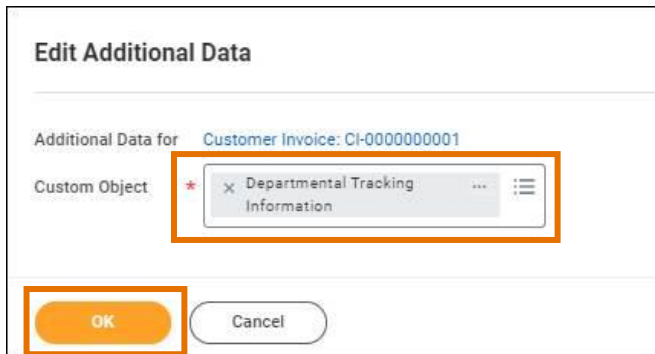 Edit Additional Data
Additional Data for Customer Invoice: CI-0000000001
Custom Object * × Departmental Tracking ...
Information
OK Cancel